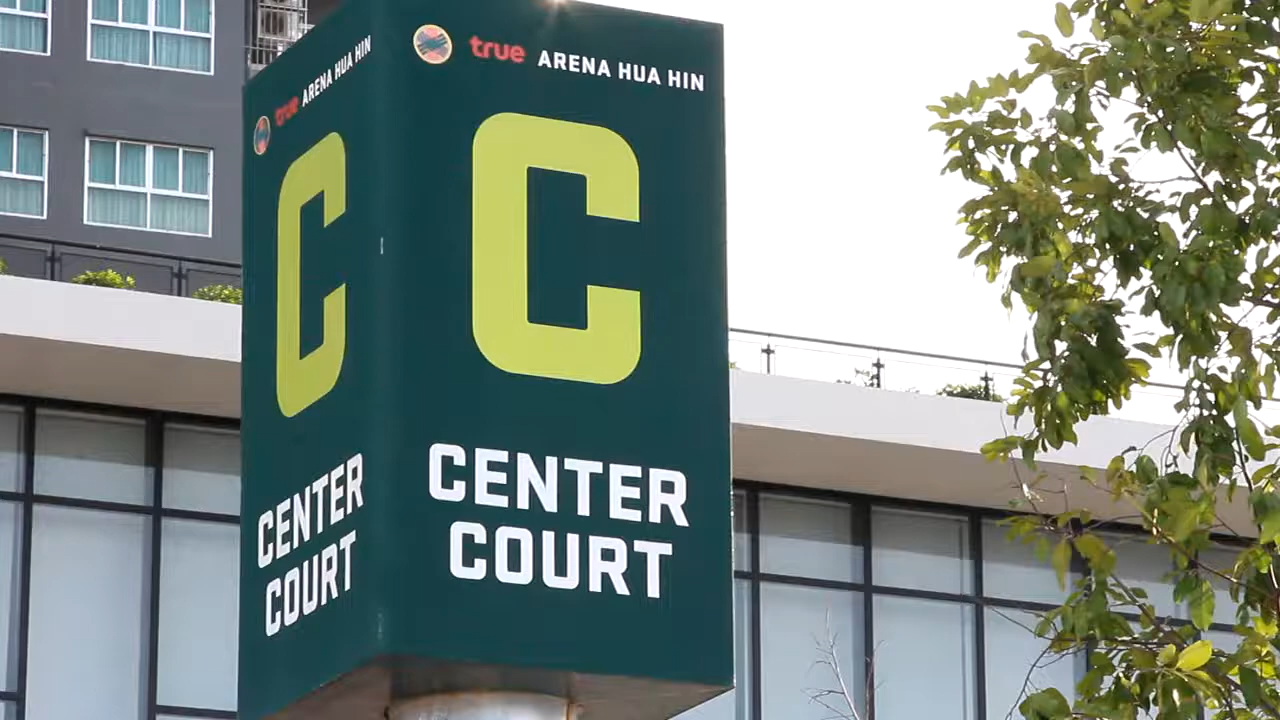 true ARENA HUA HIN
C
CENTER
COURT
true ARENA HUA HIN
C
CENTER
COURT